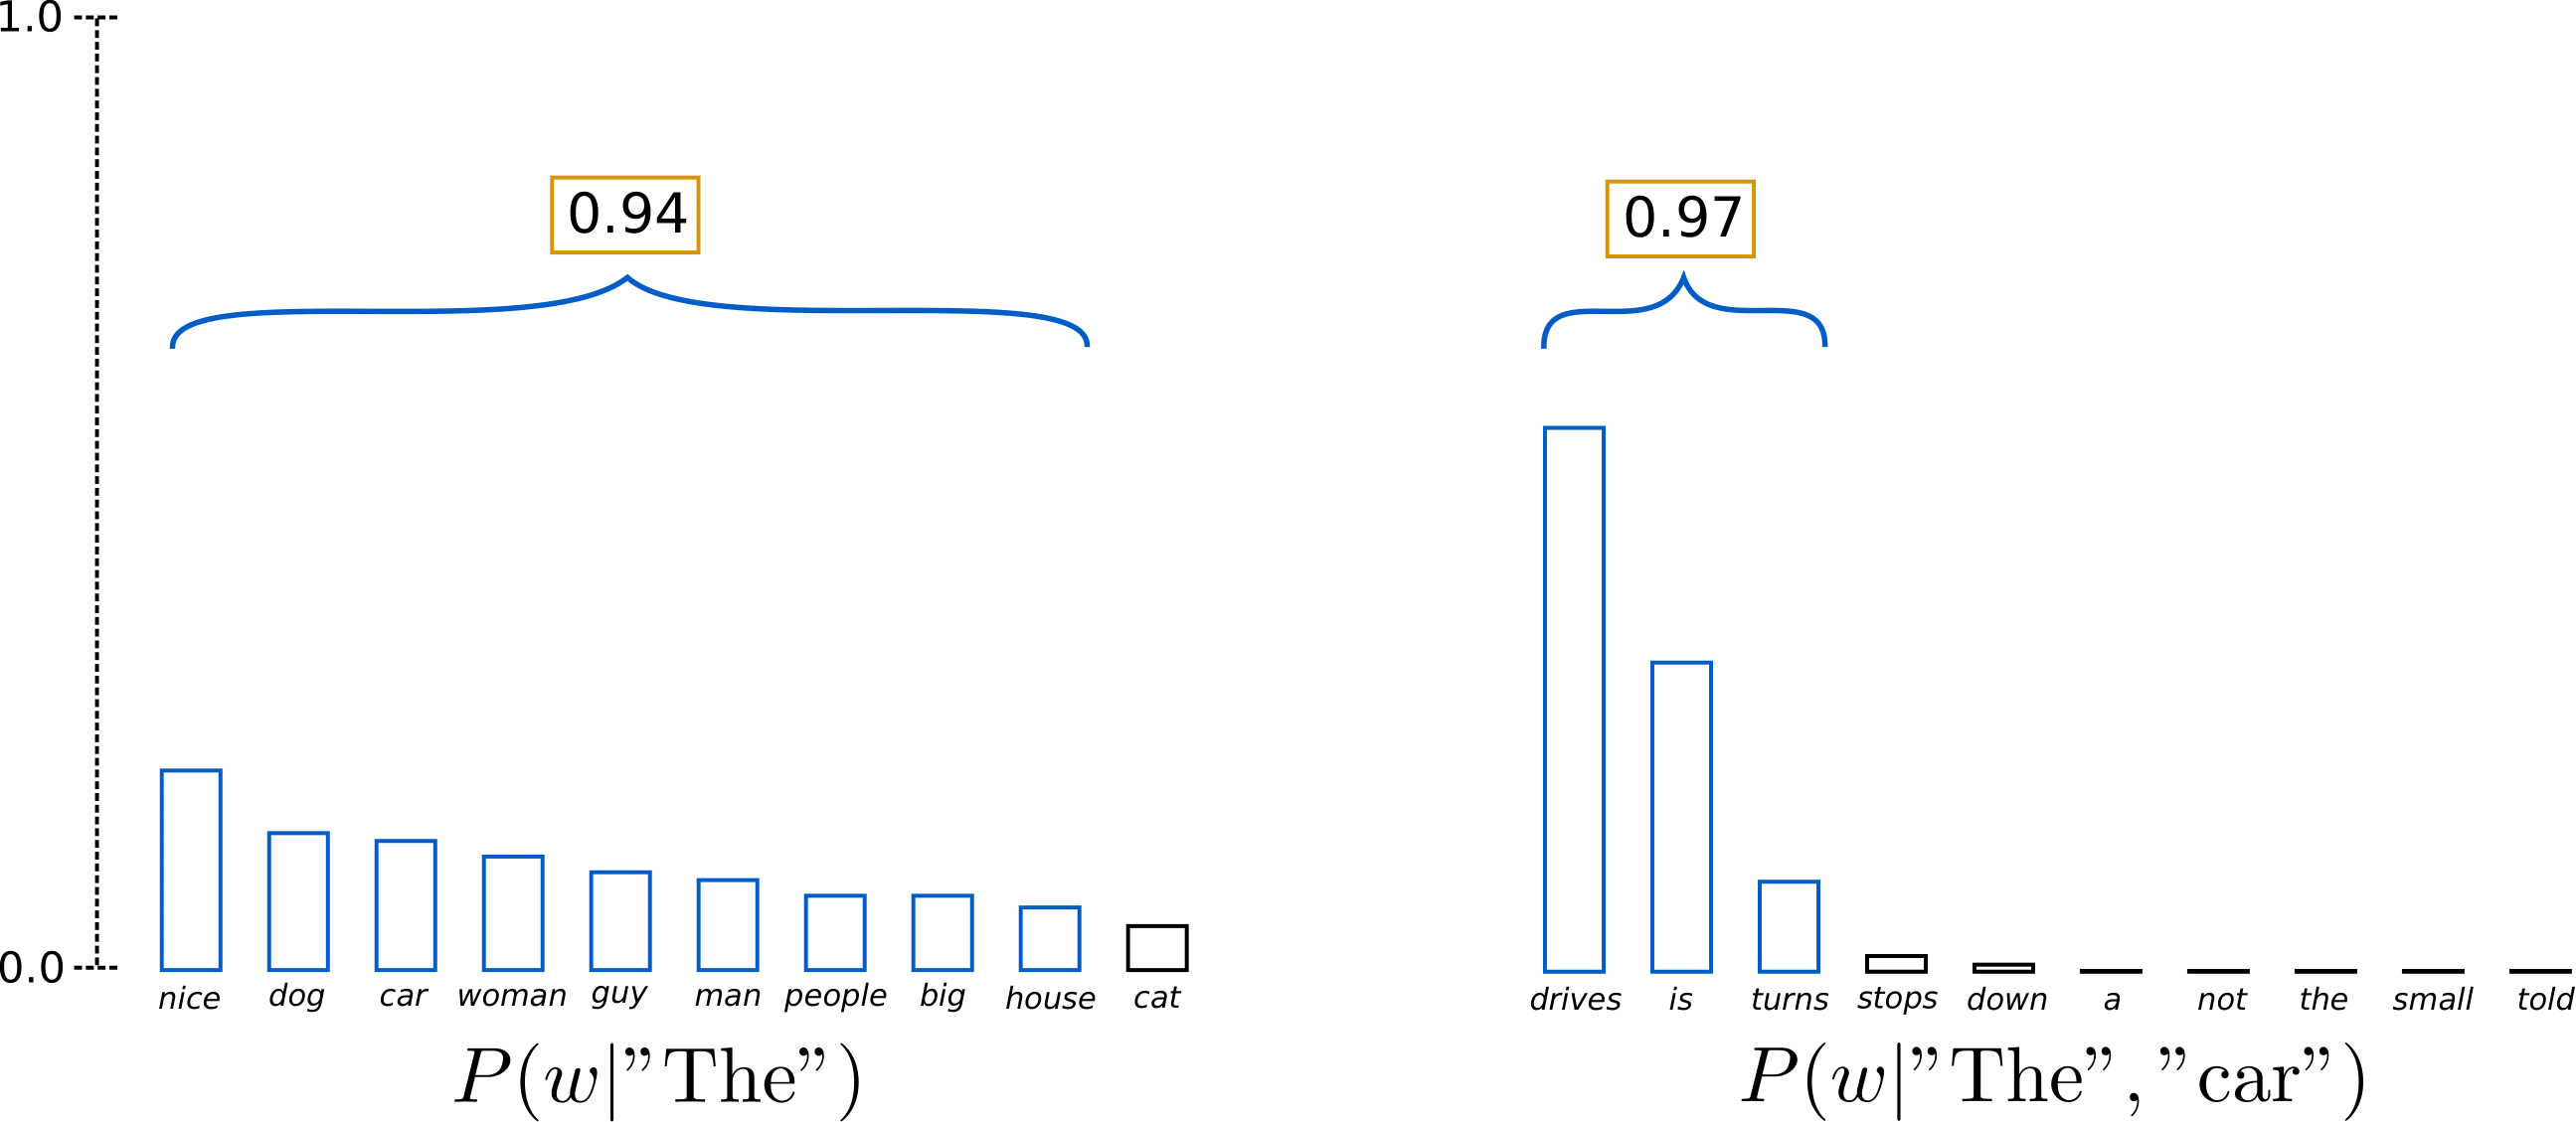 1.0
0.94
0.97
0.0
nice dog car woman guy man people big house cat
drives is turns stops down a not the small told
P(w|”The”)
P(w|”The”,”car”)